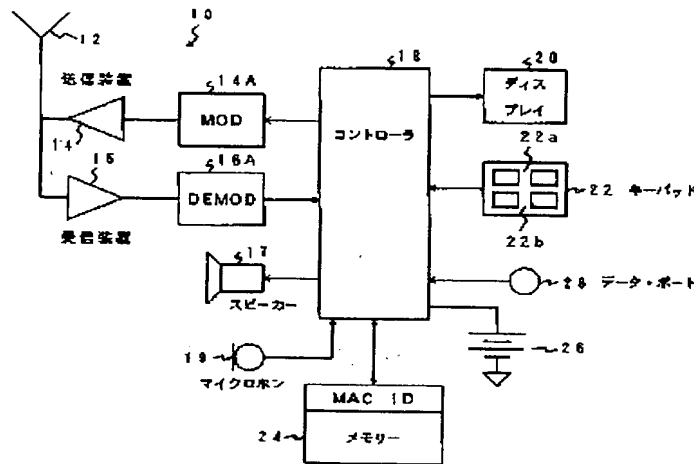 12
10
送信装置
14A
MOD
14
16
16A
DEMOD
受信装置
17
スピーカー
19
マイクロホン
18
コントローラ
20
ディス
プレイ
22a
22 キーパッド
22b
28 データ・ポート
26
MAC ID
24
メモリー